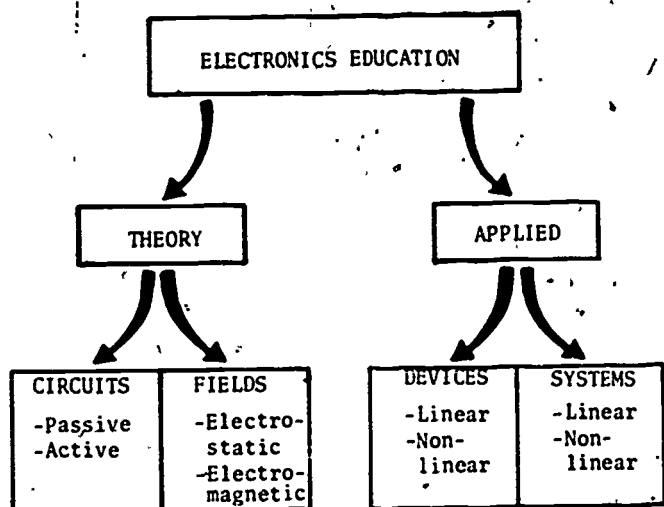 ELECTRONICS EDUCATION
THEORY
APPLIED
CIRCUITS
-Passive
-Active
FIELDS
-Electro-
static
-Electro-
magnetic
DEVICES
-Linear
-Non-
linear
SYSTEMS
-Linear
-Non-
linear